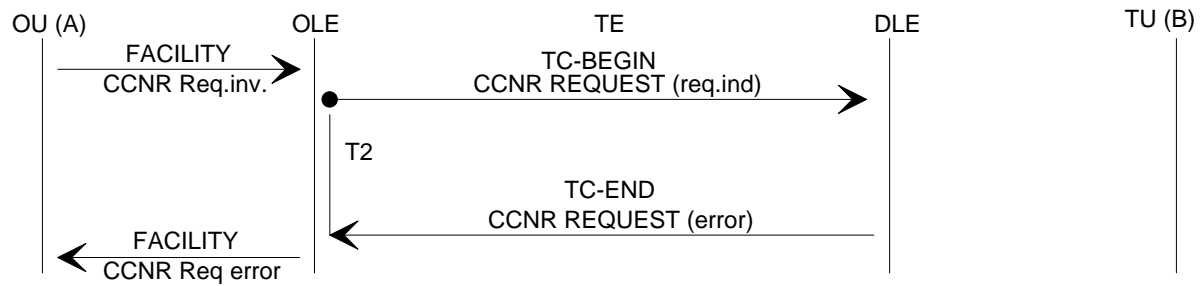 OU (A) OLE TE DLE TU (B)
FACILITY
CCNR Req.inv.
TC-BEGIN
CCNR REQUEST (req.ind)
T2
TC-END
CCNR REQUEST (error)
FACILITY
CCNR Req error